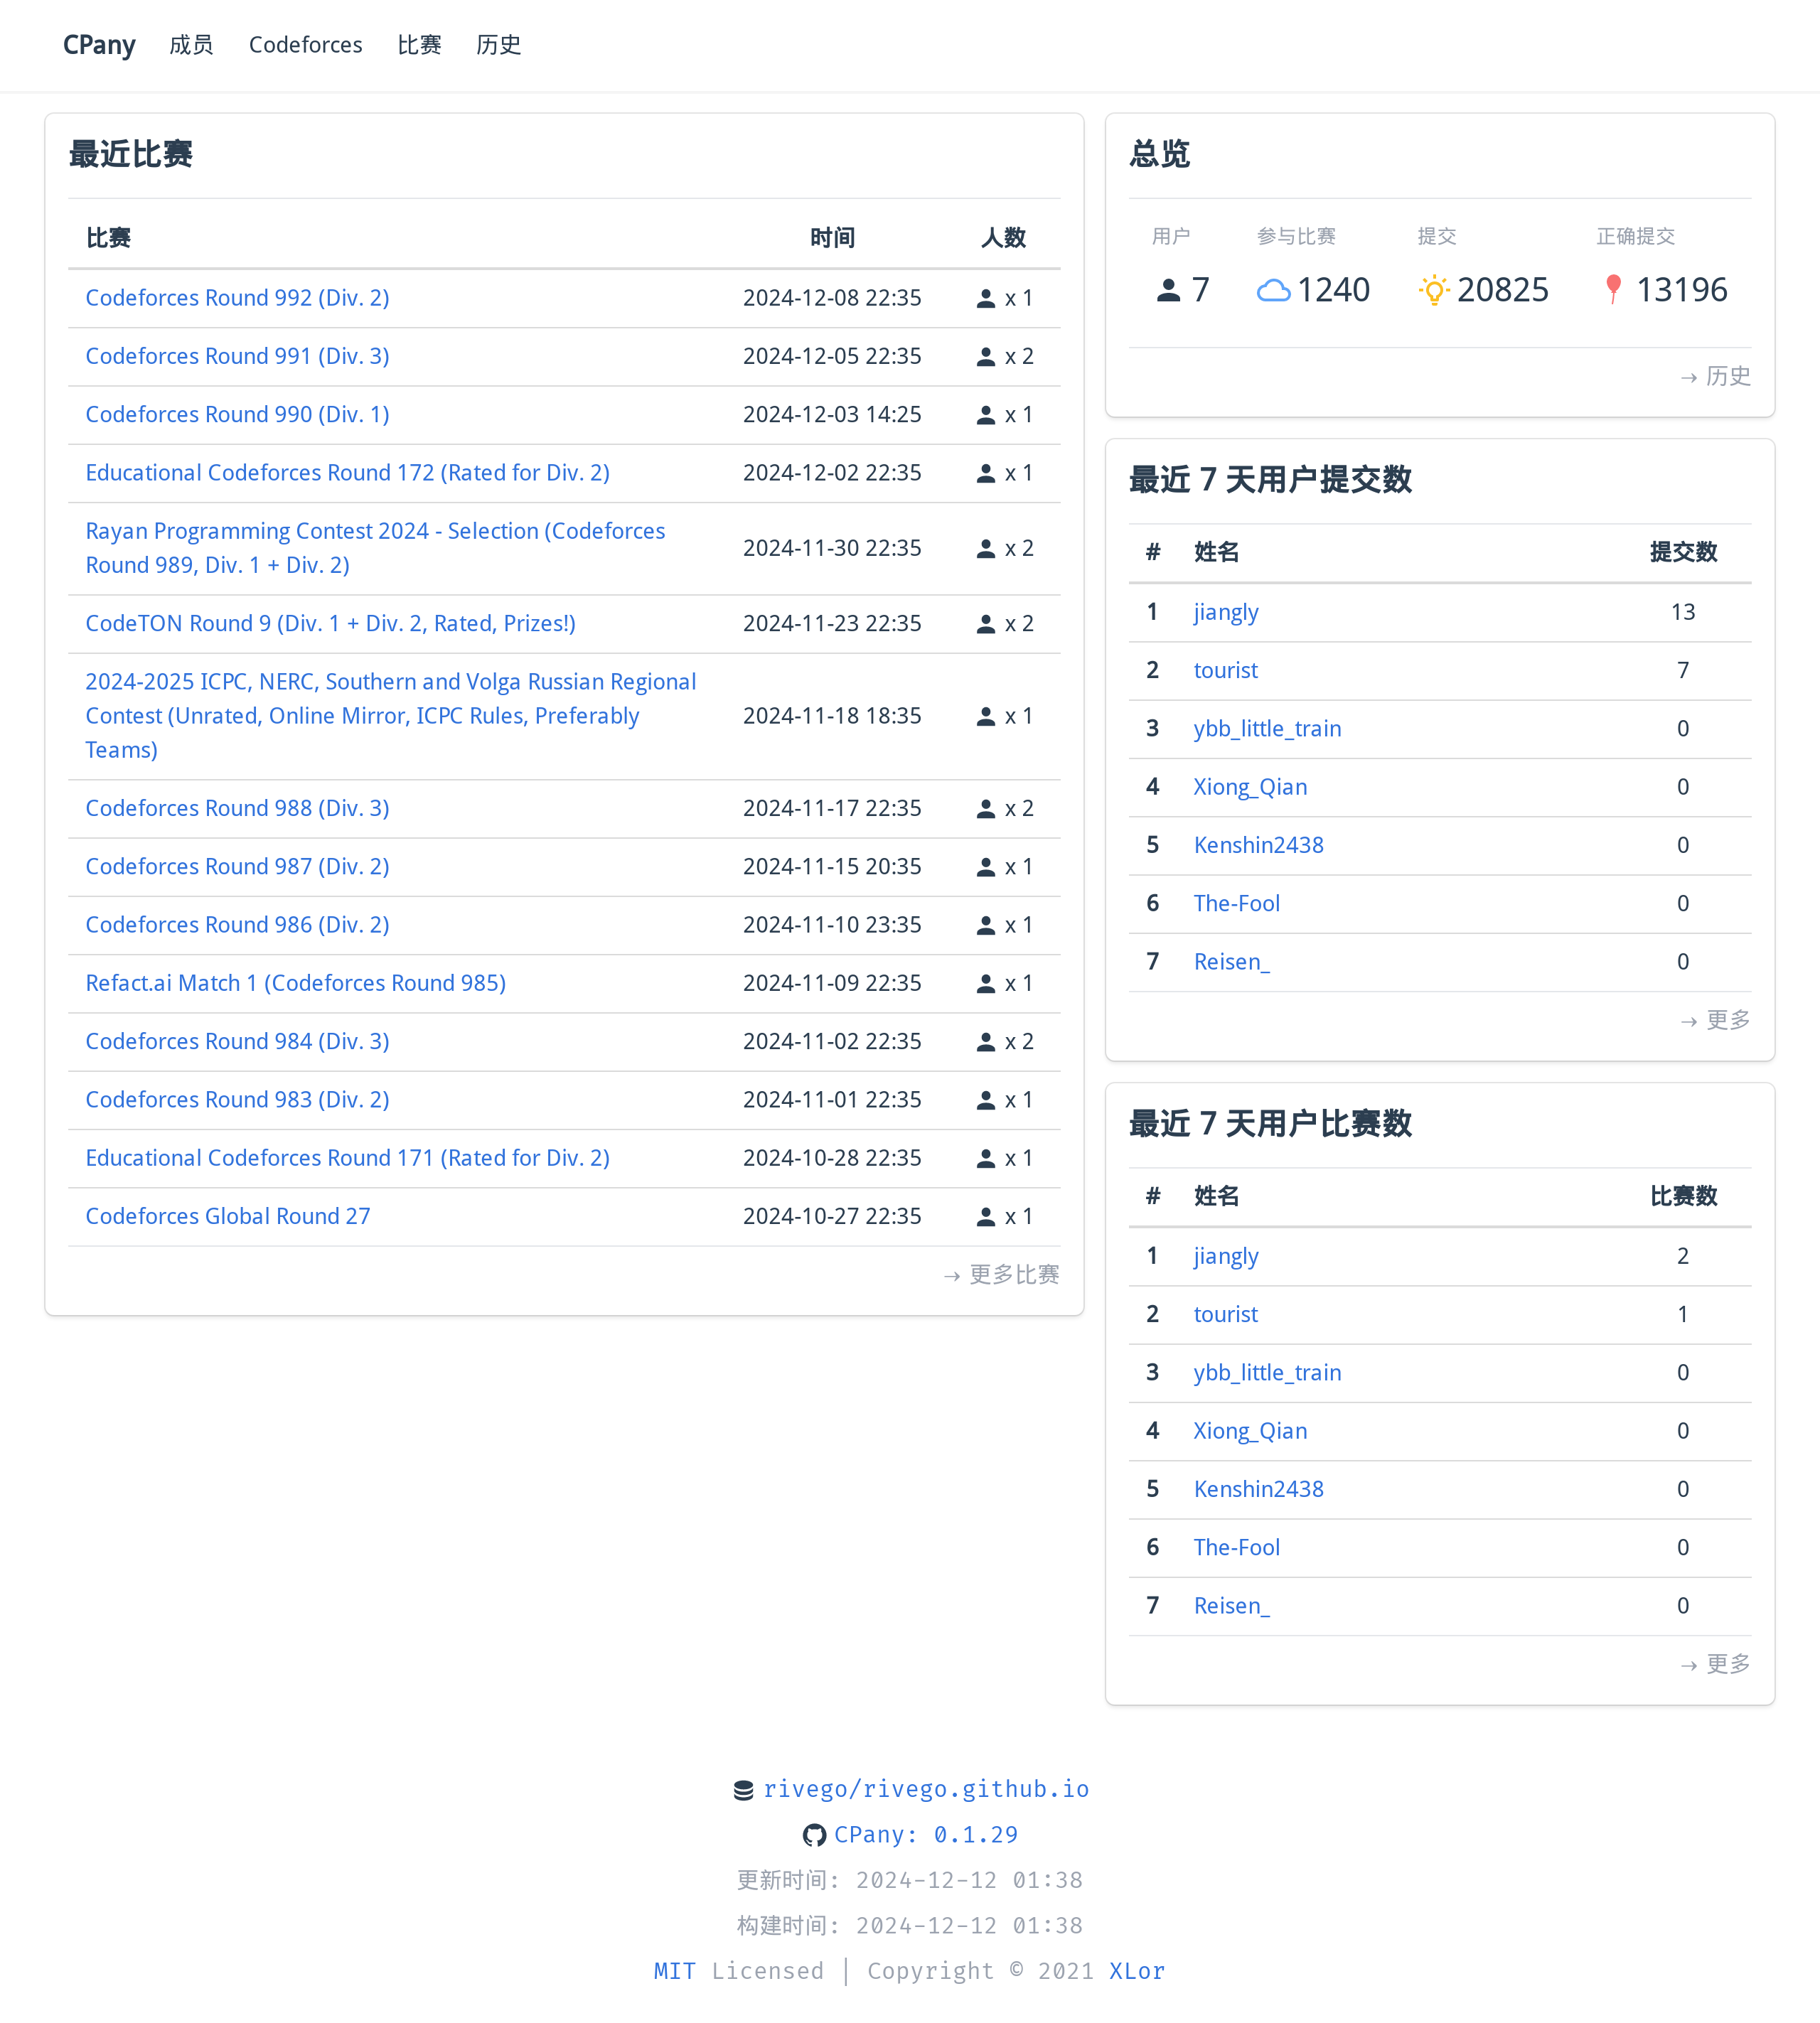 CPany 成员 Codeforces 比赛 历史
最近比赛
比赛 时间 人数
Codeforces Round 992 (Div. 2) 2024-12-08 22:35 x 1
Codeforces Round 991 (Div. 3) 2024-12-05 22:35 x 2
Codeforces Round 990 (Div. 1) 2024-12-03 14:25 x 1
Educational Codeforces Round 172 (Rated for Div. 2) 2024-12-02 22:35 x 1
Rayan Programming Contest 2024 - Selection (Codeforces
Round 989, Div. 1 + Div. 2) 2024-11-30 22:35 x 2
CodeTON Round 9 (Div. 1 + Div. 2, Rated, Prizes!) 2024-11-23 22:35 x 2
2024-2025 ICPC, NERC, Southern and Volga Russian Regional
Contest (Unrated, Online Mirror, ICPC Rules, Preferably 2024-11-18 18:35 x 1
Teams)
Codeforces Round 988 (Div. 3) 2024-11-17 22:35 x 2
Codeforces Round 987 (Div. 2) 2024-11-15 20:35 x 1
Codeforces Round 986 (Div. 2) 2024-11-10 23:35 x 1
Refact.ai Match 1 (Codeforces Round 985) 2024-11-09 22:35 x 1
Codeforces Round 984 (Div. 3) 2024-11-02 22:35 x 2
Codeforces Round 983 (Div. 2) 2024-11-01 22:35 x 1
Educational Codeforces Round 171 (Rated for Div. 2) 2024-10-28 22:35 x 1
Codeforces Global Round 27 2024-10-27 22:35 x 1
→ 更多比赛
总览
用户 参与比赛 提交 正确提交
7 1240 20825 13196
→ 历史
最近 7 天用户提交数
# 姓名 提交数
1 jiangly 13
2 tourist 7
3 ybb_little_train 0
4 Xiong_Qian 0
5 Kenshin2438 0
6 The-Fool 0
7 Reisen_ 0
→ 更多
最近 7 天用户比赛数
# 姓名 比赛数
1 jiangly 2
2 tourist 1
3 ybb_little_train 0
4 Xiong_Qian 0
5 Kenshin2438 0
6 The-Fool 0
7 Reisen_ 0
→ 更多
rivego/rivego.github.io
CPany: 0.1.29
更新时间: 2024-12-12 01:38
构建时间: 2024-12-12 01:38
MIT Licensed | Copyright © 2021 XLor